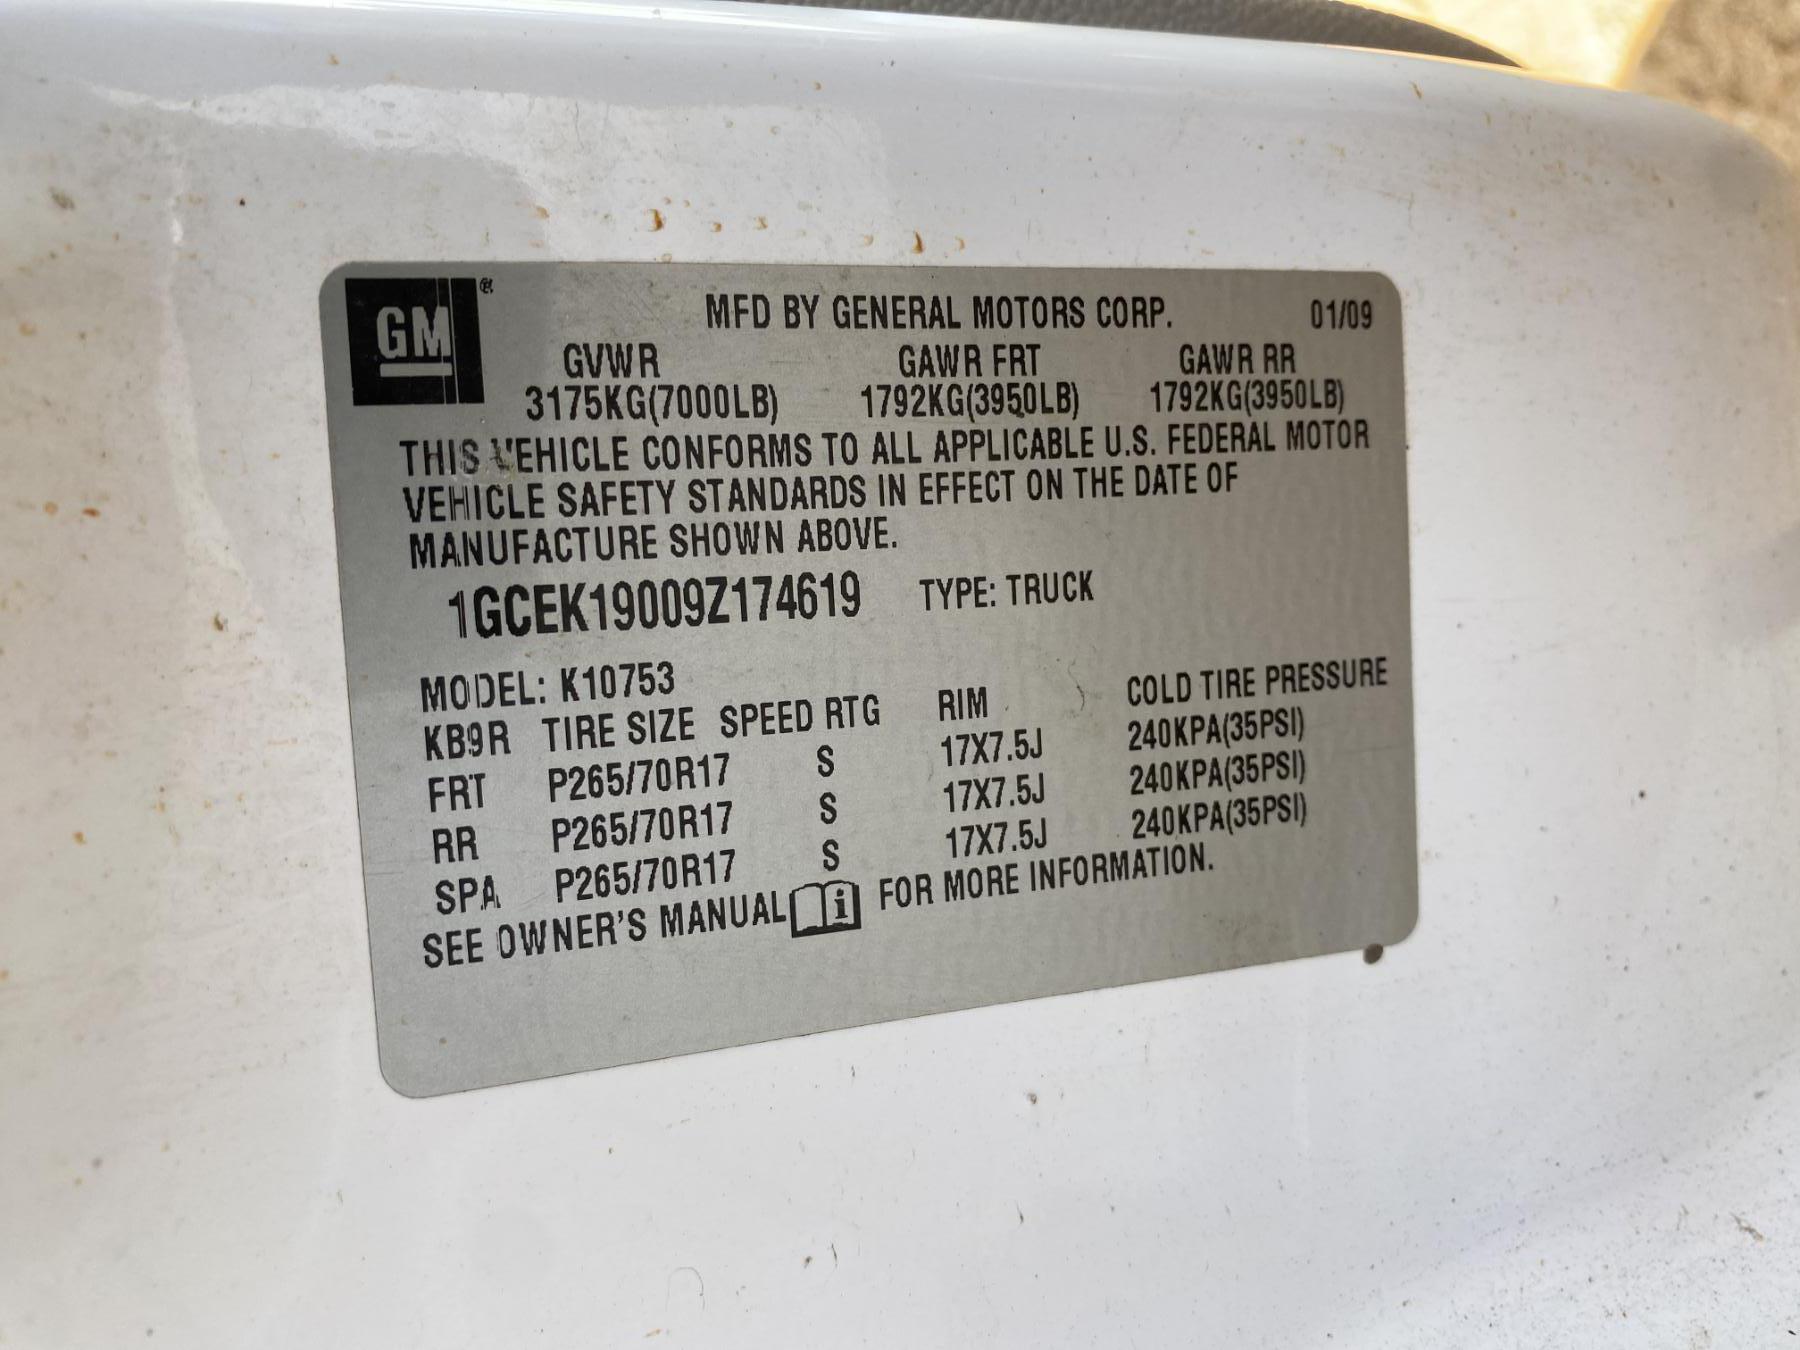 GM® MFD BY GENERAL MOTORS CORP. 01/09
GVWR GAWR FRT GAWR RR
3175KG(7000LB) 1792KG(3950LB) 1792KG(3950LB)
THIS VEHICLE CONFORMS TO ALL APPLICABLE U.S. FEDERAL MOTOR
VEHICLE SAFETY STANDARDS IN EFFECT ON THE DATE OF
MANUFACTURE SHOWN ABOVE.
1GCEK19009Z174619 TYPE: TRUCK
MODEL: K10753
KB9R TIRE SIZE SPEED RTG RIM COLD TIRE PRESSURE
FRT P265/70R17 S 17X7.5J 240KPA(35PSI)
RR P265/70R17 S 17X7.5J 240KPA(35PSI)
SPA P265/70R17 S 17X7.5J 240KPA(35PSI)
SEE OWNER'S MANUAL i FOR MORE INFORMATION.